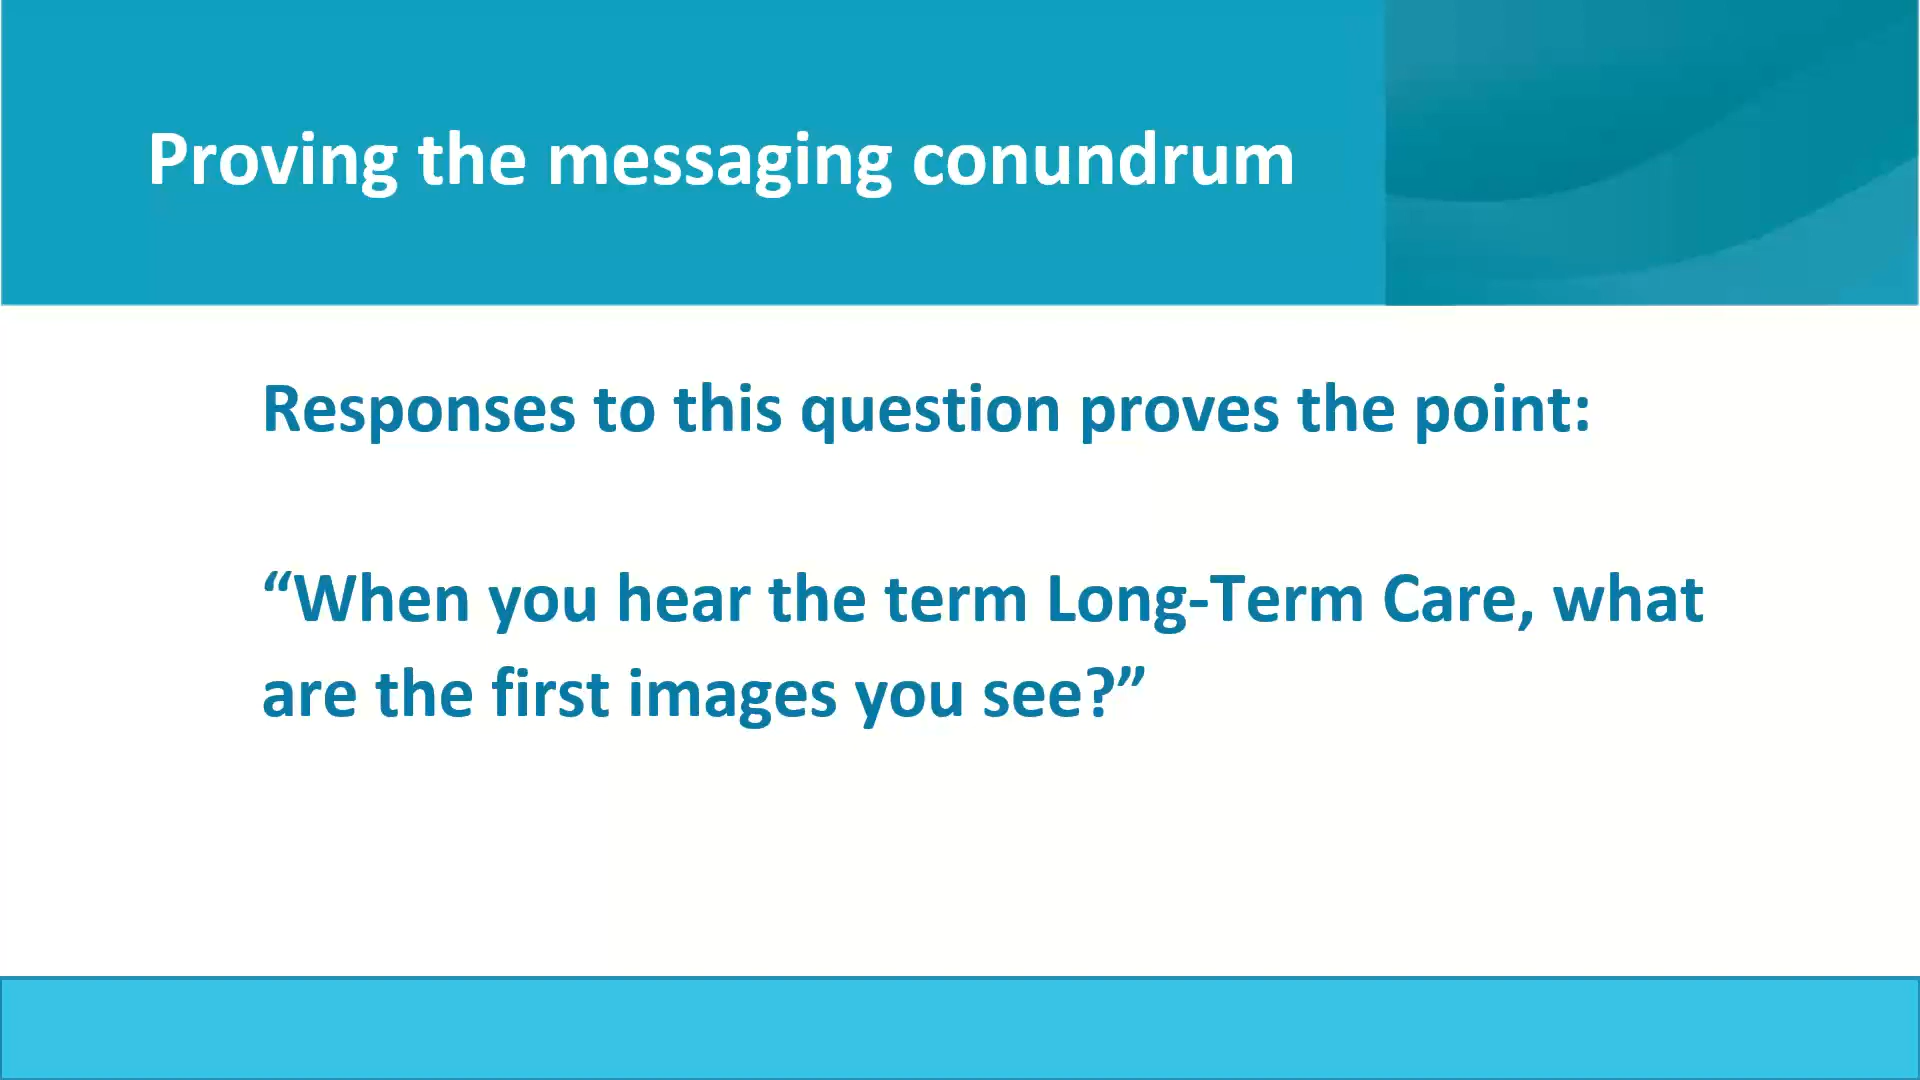 Proving the messaging conundrum
Responses to this question proves the point:
“When you hear the term Long-Term Care, what
are the first images you see?”